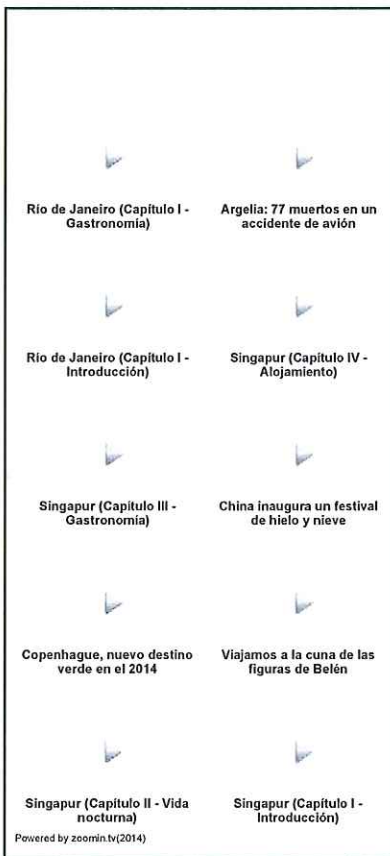 Río de Janeiro (Capítulo I -
Gastronomía)
Argelia: 77 muertos en un
accidente de avión
Río de Janeiro (Capítulo I -
Introducción)
Singapur (Capítulo IV -
Alojamiento)
Singapur (Capítulo III -
Gastronomía)
China inaugura un festival
de hielo y nieve
Copenhague, nuevo destino
verde en el 2014
Viajamos a la cuna de las
figuras de Belén
Singapur (Capítulo II - Vida
nocturna)
Singapur (Capítulo I -
Introducción)
Powered by zoomin.tv(2014)